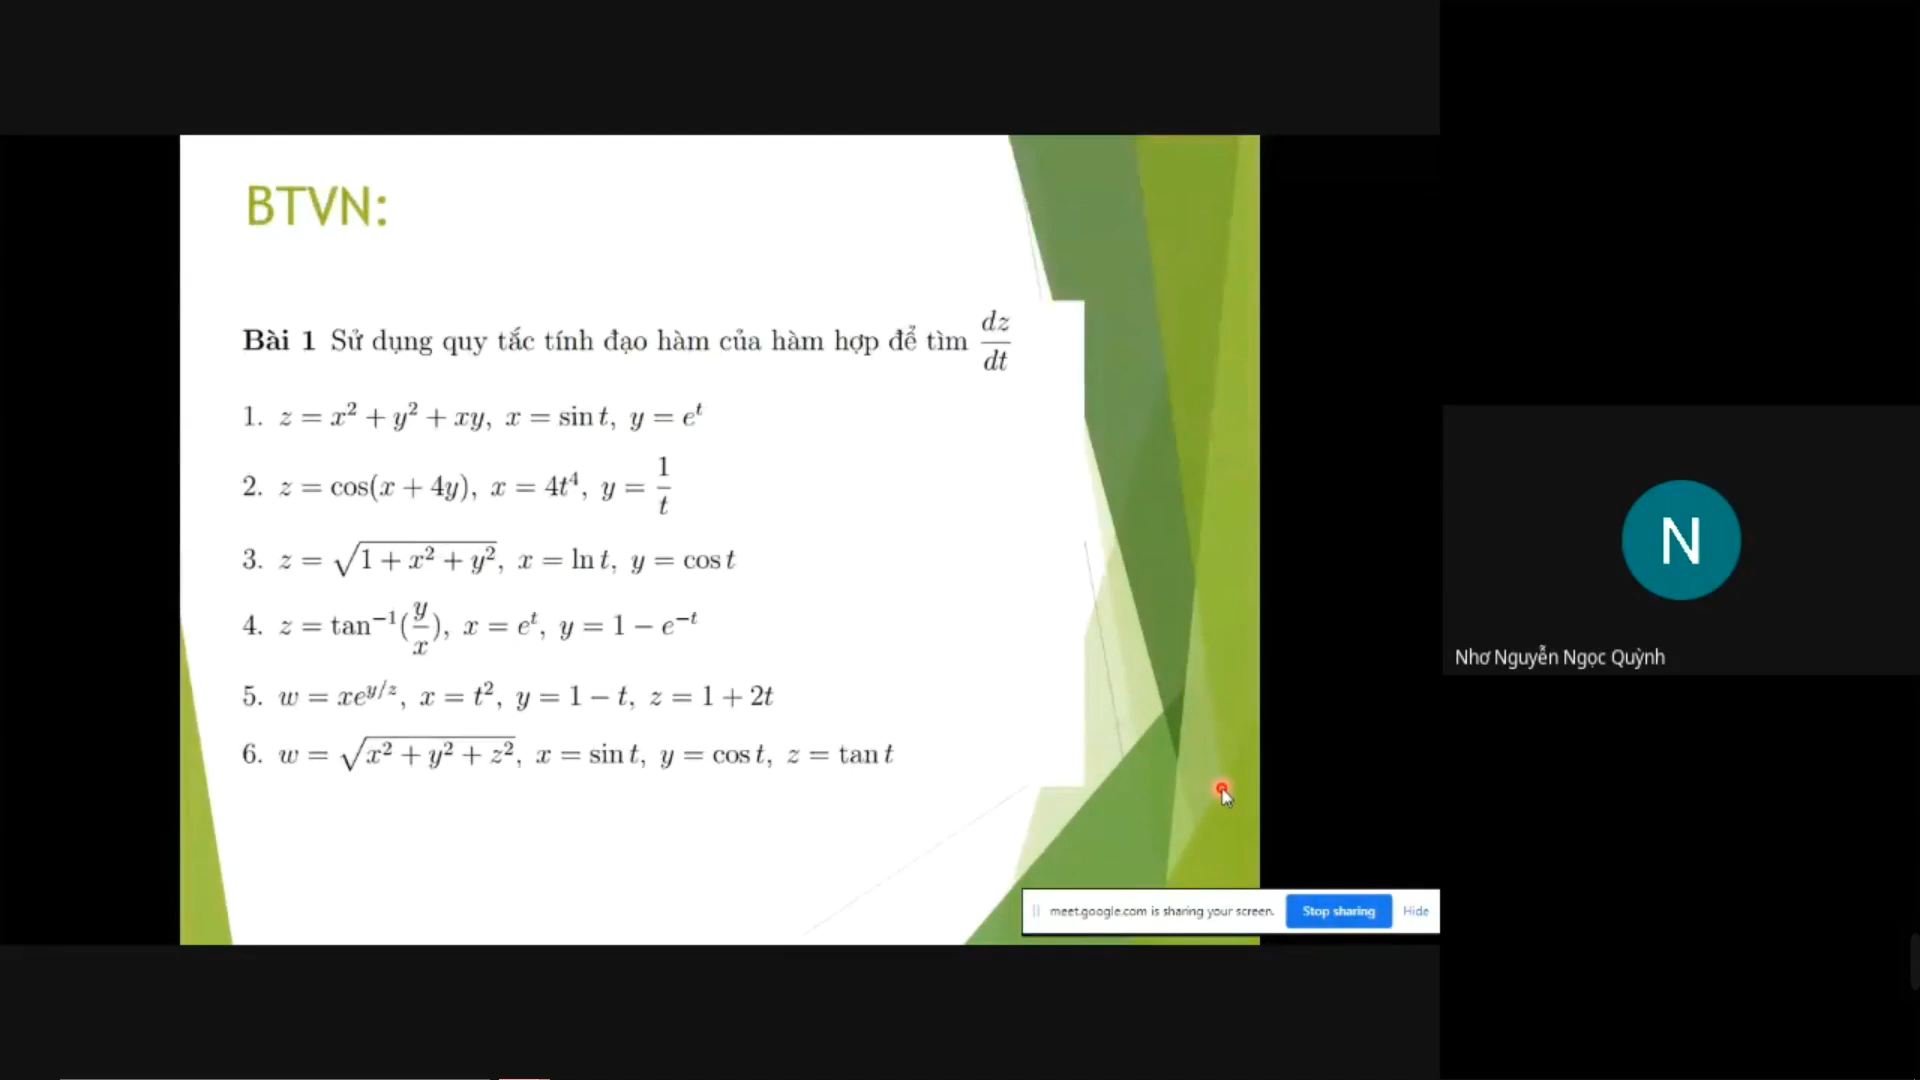 BTVN:
Bài 1 Sử dụng quy tắc tính đạo hàm của hàm hợp để tìm dz/dt
1. z = x² + y² + xy, x = sin t, y = eᵗ
2. z = cos(x + 4y), x = 4t⁴, y = 1/t
3. z = √(1 + x² + y²), x = ln t, y = cos t
4. z = tan⁻¹(y/x), x = eᵗ, y = 1 − e⁻ᵗ
5. w = xe^(y/z), x = t², y = 1 − t, z = 1 + 2t
6. w = √(x² + y² + z²), x = sin t, y = cos t, z = tan t
meet.google.com is sharing your screen. Stop sharing Hide
N
Nhơ Nguyễn Ngọc Quỳnh